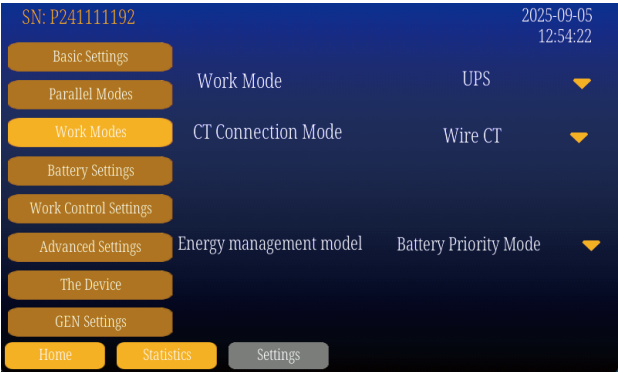 SN: P241111192
2025-09-05
12:54:22
Basic Settings
Parallel Modes
Work Modes
Battery Settings
Work Control Settings
Advanced Settings
The Device
GEN Settings
Work Mode UPS
CT Connection Mode Wire CT
Energy management model Battery Priority Mode
Home Statistics Settings